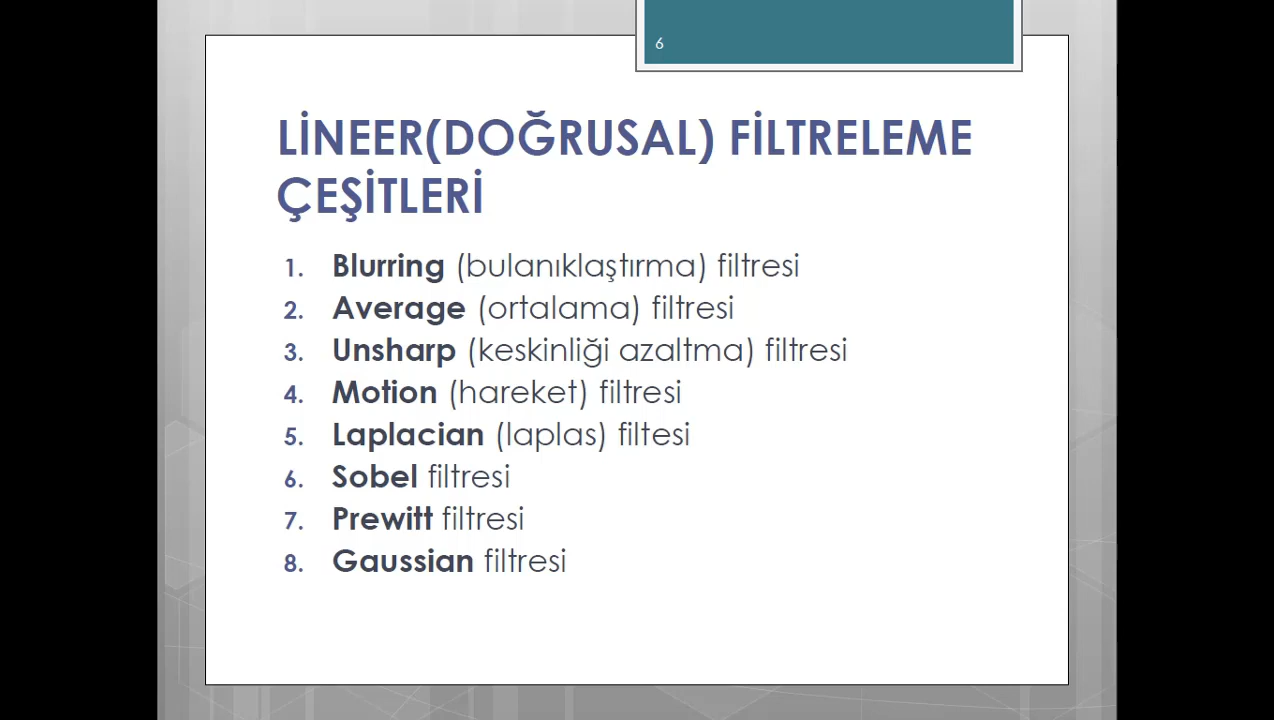 6
LİNEER(DOĞRUSAL) FİLTRELEME
ÇEŞİTLERİ
1. Blurring (bulanıklaştırma) filtresi
2. Average (ortalama) filtresi
3. Unsharp (keskinliği azaltma) filtresi
4. Motion (hareket) filtresi
5. Laplacian (laplas) filtesi
6. Sobel filtresi
7. Prewitt filtresi
8. Gaussian filtresi